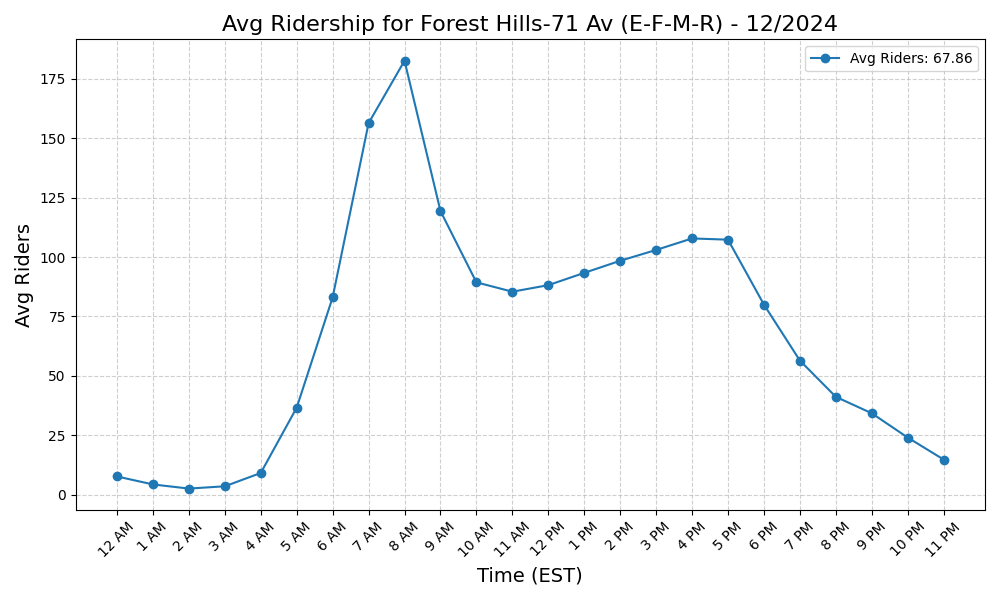 Avg Ridership for Forest Hills-71 Av (E-F-M-R) - 12/2024
Avg Riders: 67.86
Avg Riders
175
150
125
100
75
50
25
0
12 AM
1 AM
2 AM
3 AM
4 AM
5 AM
6 AM
7 AM
8 AM
9 AM
10 AM
11 AM
12 PM
1 PM
2 PM
3 PM
4 PM
5 PM
6 PM
7 PM
8 PM
9 PM
10 PM
11 PM
Time (EST)